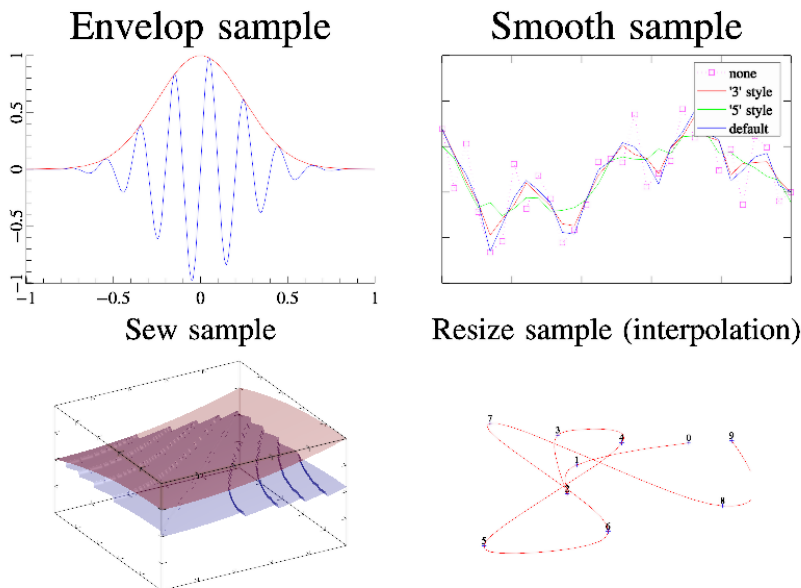 Envelop sample
1
0.5
0
−0.5
−1
−1
−0.5
0
0.5
1
Smooth sample
none
'3' style
'5' style
default
Sew sample
Resize sample (interpolation)
7
3
4
0
9
1
2
8
6
5